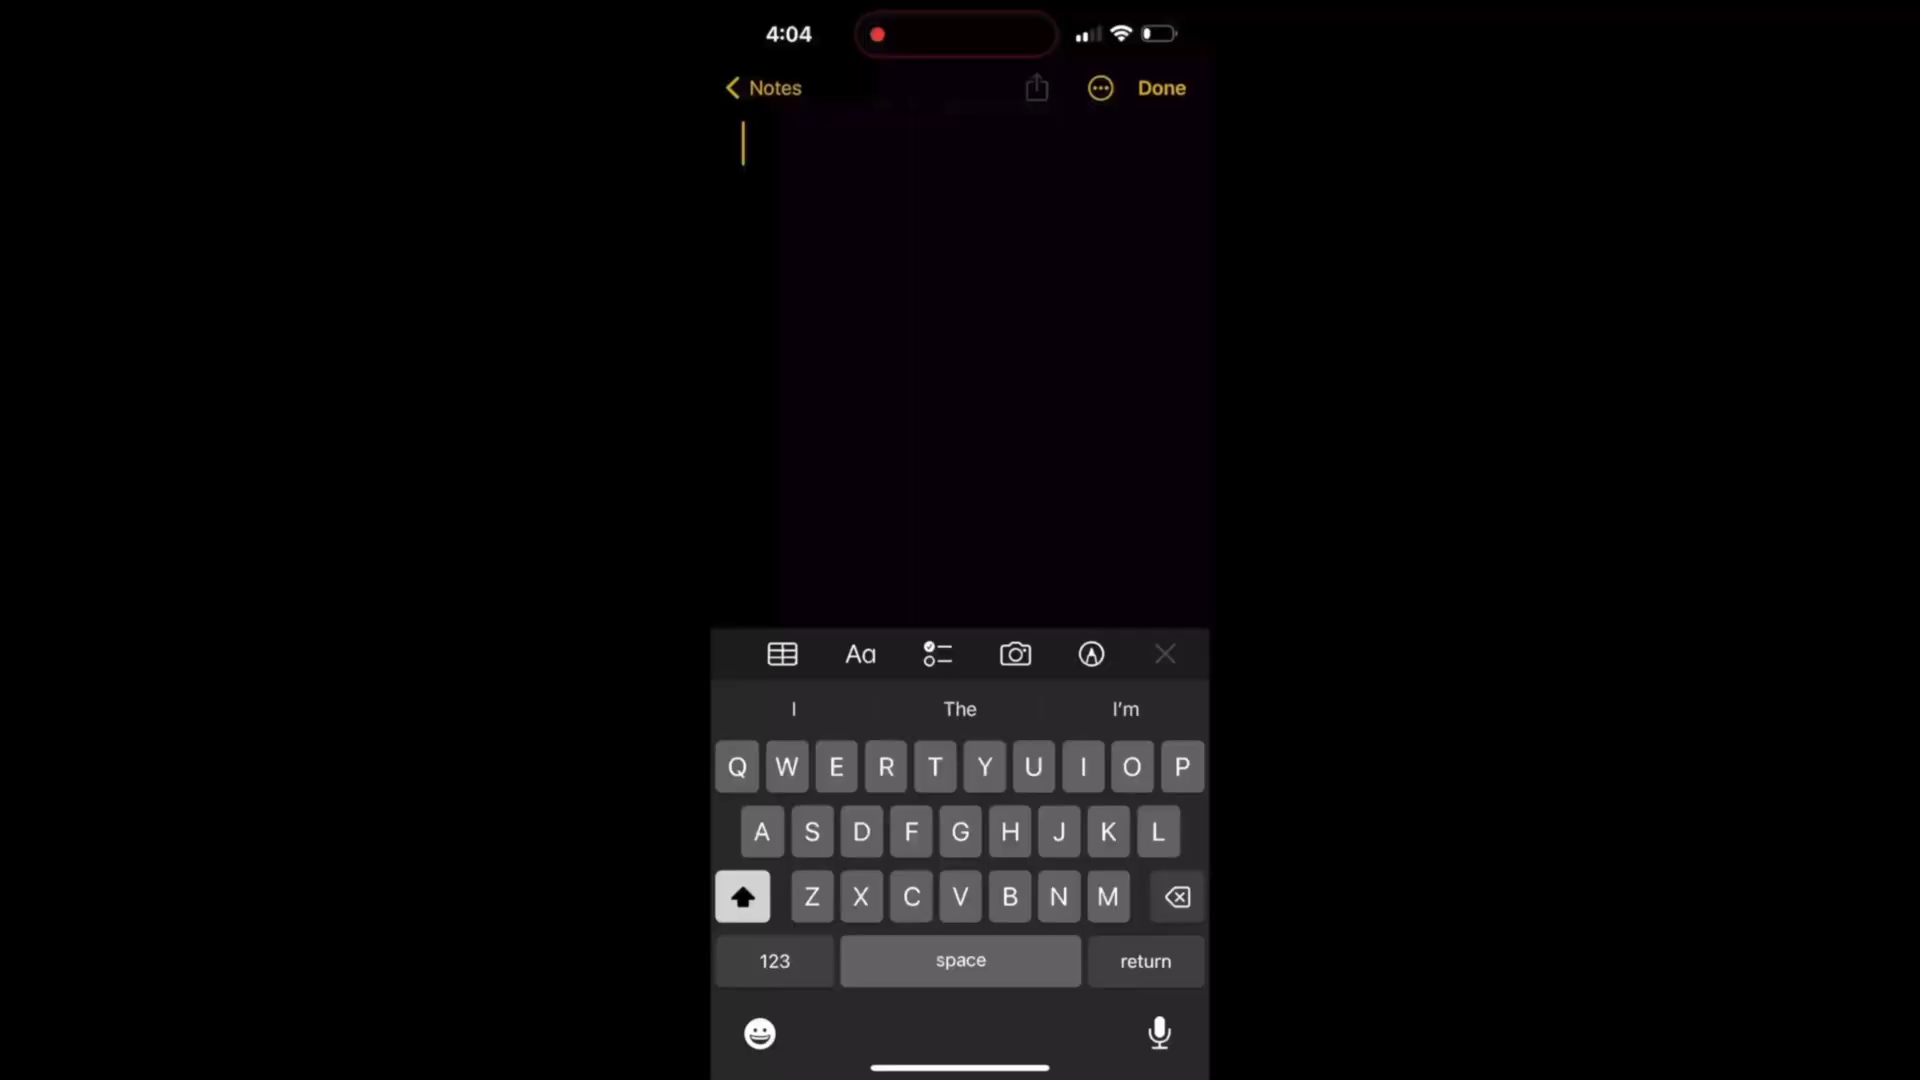 4:04
Notes
Done
Aa
I
The
I'm
Q W E R T Y U I O P
A S D F G H J K L
Z X C V B N M
123
space
return